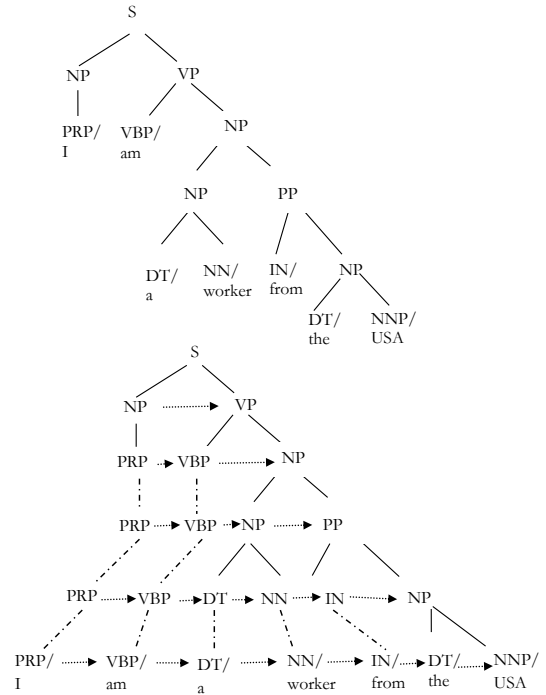 S
NP VP
PRP/ VBP/ NP
I am
NP PP
DT/ NN/ IN/ NP
a worker from
DT/ NNP/
the USA
S
NP VP
PRP VBP NP
PRP VBP NP PP
PRP VBP DT NN IN NP
PRP/ VBP/ DT/ NN/ IN/ DT/ NNP/
I am a worker from the USA